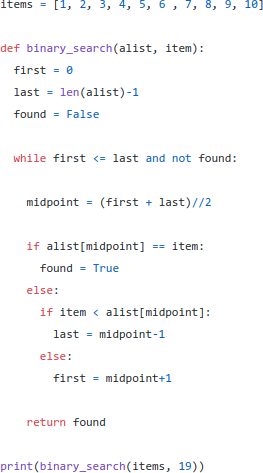 items = [1, 2, 3, 4, 5, 6 , 7, 8, 9, 10]
def binary_search(alist, item):
  first = 0
  last = len(alist)-1
  found = False
  while first <= last and not found:
    midpoint = (first + last)//2
    if alist[midpoint] == item:
      found = True
    else:
      if item < alist[midpoint]:
        last = midpoint-1
      else:
        first = midpoint+1
    return found
print(binary_search(items, 19))